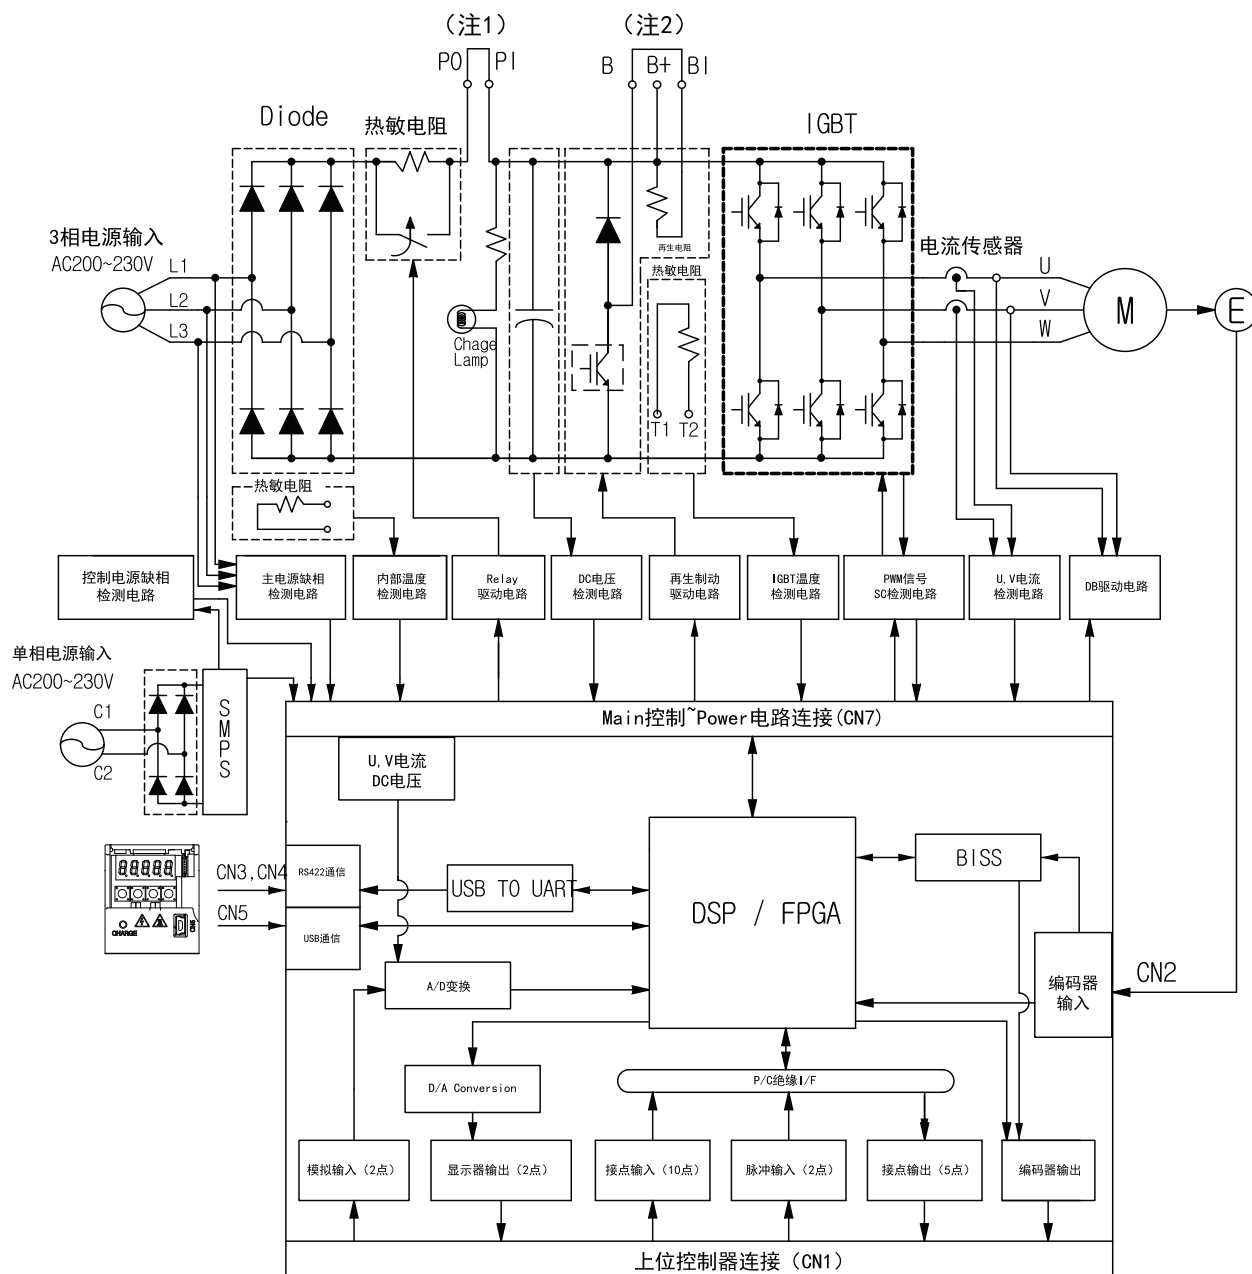 （注1）
（注2）
PO PI
B B+ BI
Diode
热敏电阻
IGBT
3相电源输入
AC200~230V
L1
L2
L3
Chage
Lamp
再生电阻
热敏电阻
T1 T2
电流传感器
U
V
W
M
E
热敏电阻
控制电源缺相
检测电路
主电源缺相
检测电路
内部温度
检测电路
Relay
驱动电路
DC电压
检测电路
再生制动
驱动电路
IGBT温度
检测电路
PWM信号
SC检测电路
U,V电流
检测电路
DB驱动电路
单相电源输入
AC200~230V
C1
C2
SMPS
Main控制~Power电路连接(CN7)
U,V电流
DC电压
CN3,CN4
RS422通信
CN5
USB通信
CHARGE
CN5
USB TO UART
DSP / FPGA
BISS
A/D变换
编码器
输入
CN2
D/A Conversion
P/C绝缘I/F
模拟输入（2点）
显示器输出（2点）
接点输入（10点）
脉冲输入（2点）
接点输出（5点）
编码器输出
上位控制器连接（CN1）